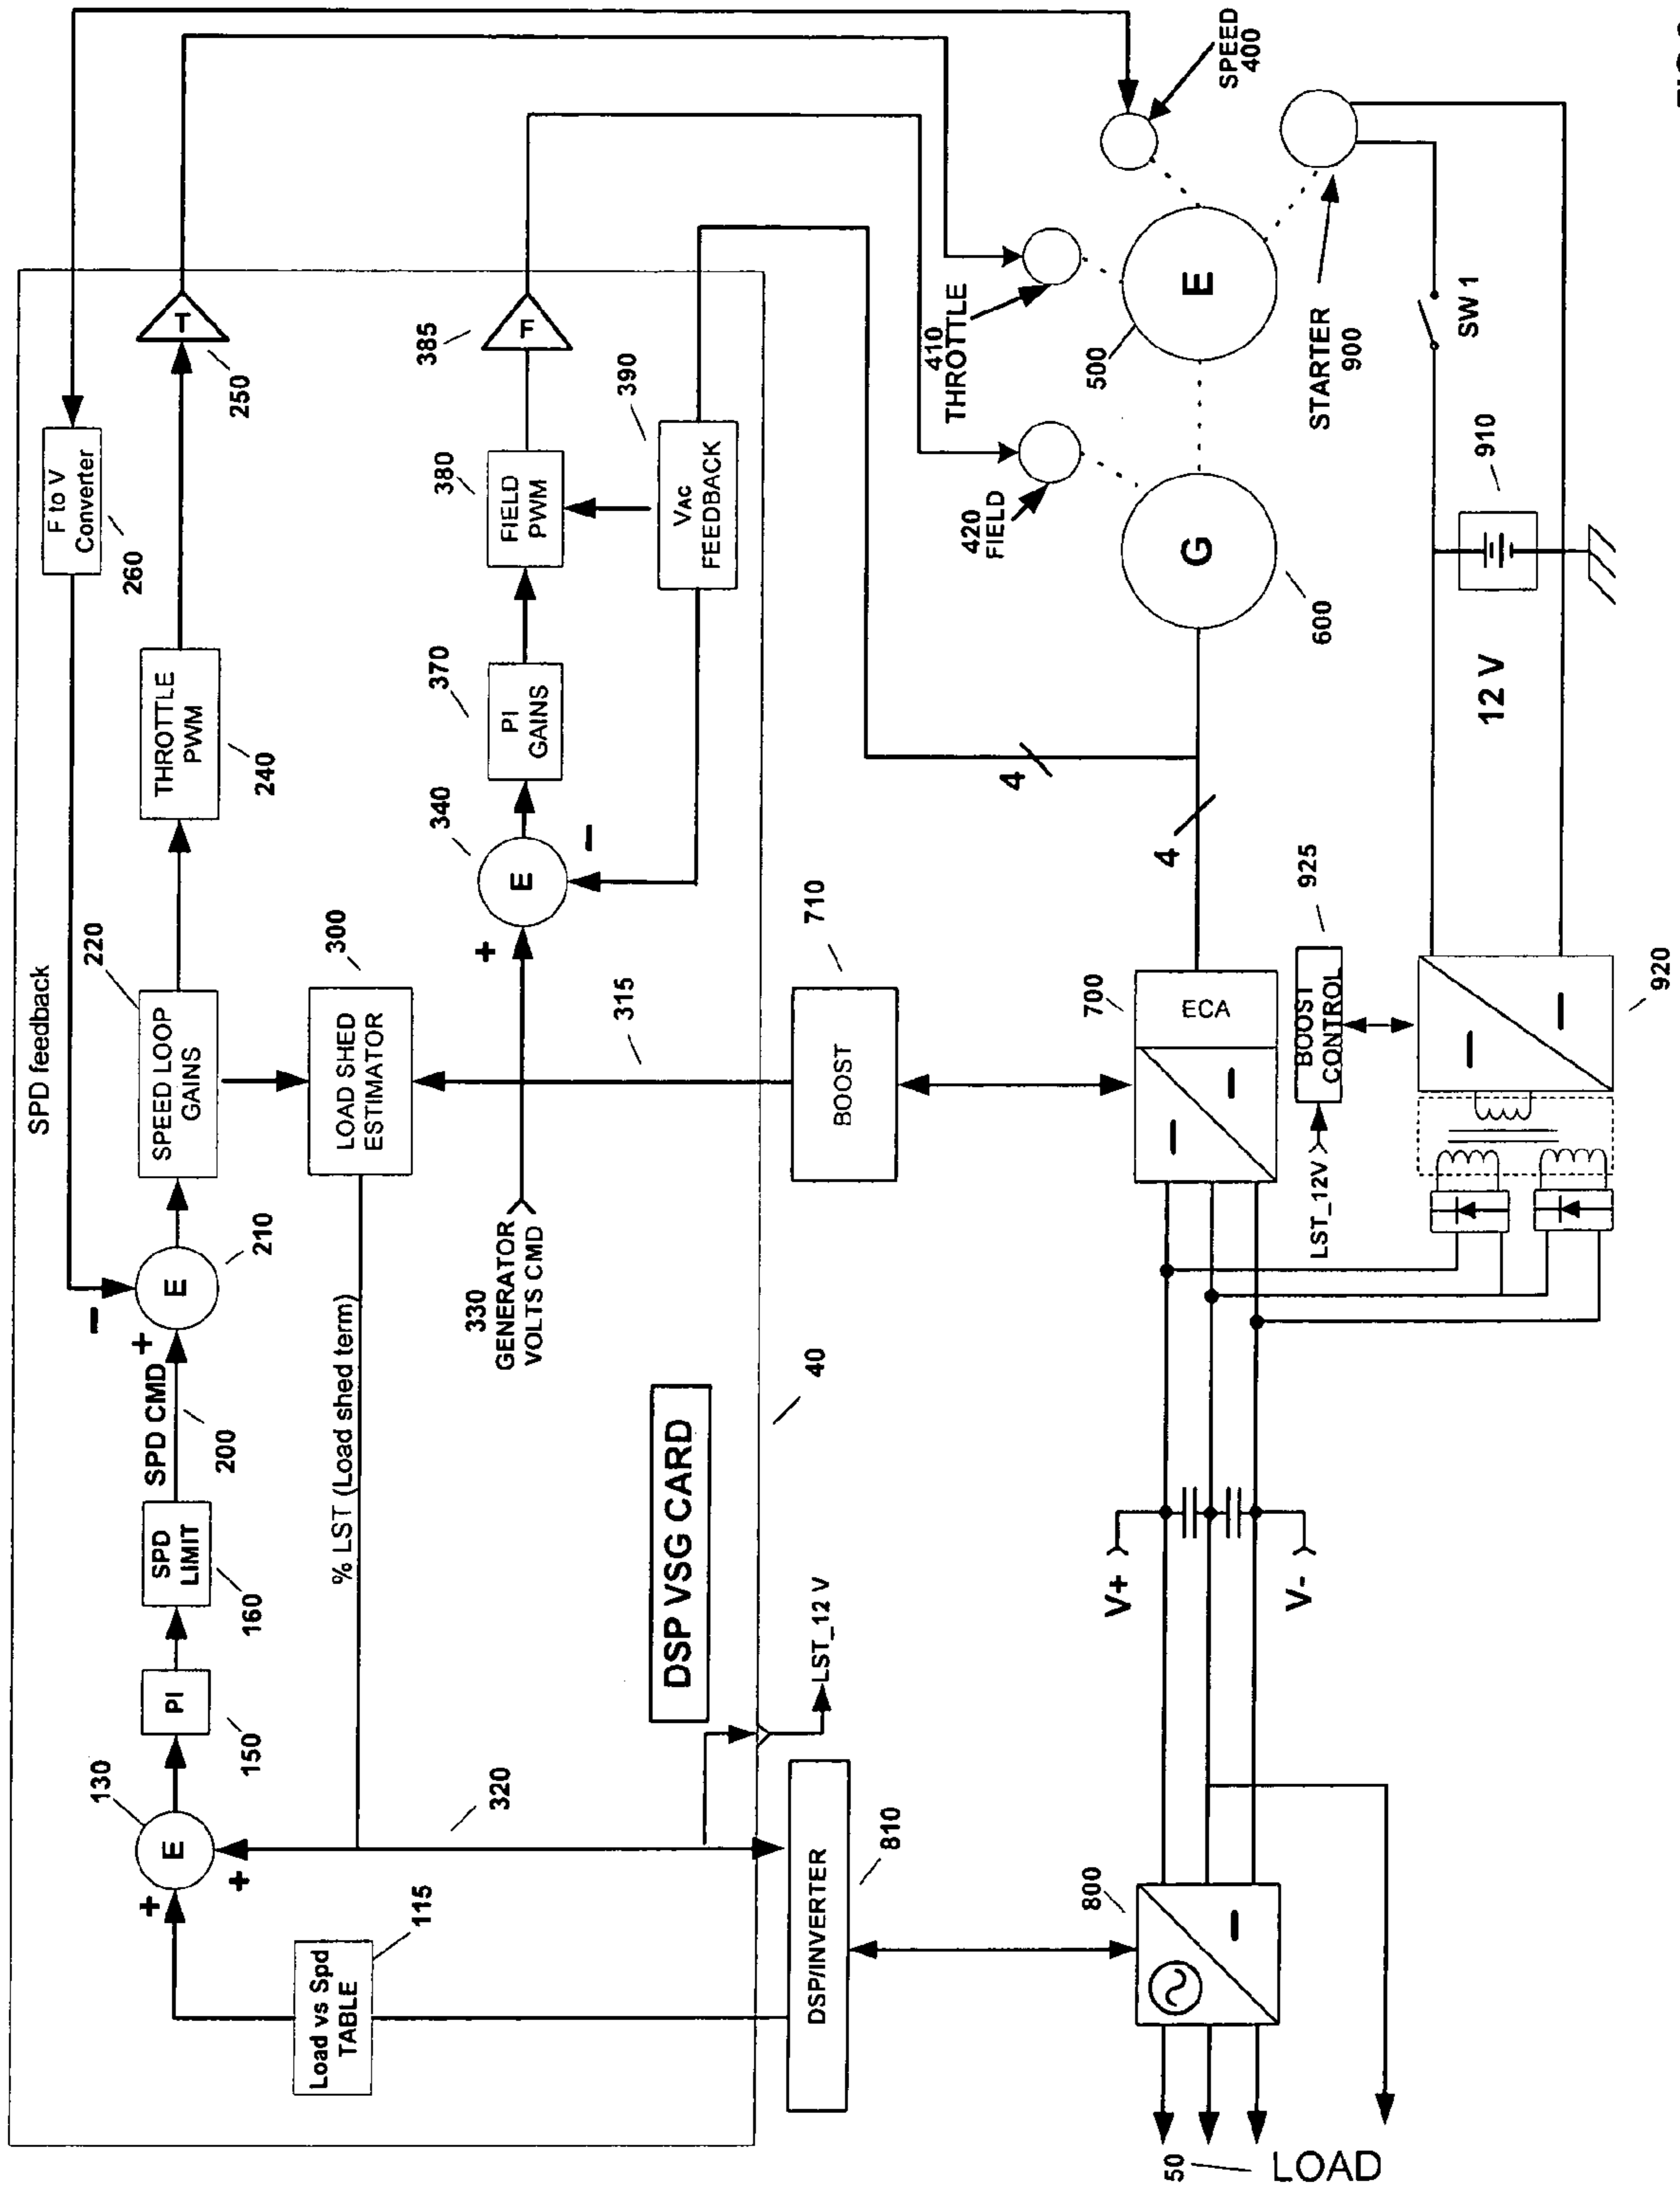 SPD feedback
F to V
Converter
260
130
E
+
+
PI
150
SPD
LIMIT
160
SPD CMD
200
+
−
E
210
220
SPEED LOOP
GAINS
THROTTLE
PWM
240
T
250
Load vs Spd
TABLE
115
% LST (Load shed term)
320
300
LOAD SHED
ESTIMATOR
315
330
GENERATOR
VOLTS CMD
+
−
340
E
370
PI
GAINS
380
FIELD
PWM
385
F
390
VAC
FEEDBACK
DSP VSG CARD
40
LST_12 V
DSP/INVERTER
810
710
BOOST
4
4
420
FIELD
410
THROTTLE
SPEED
400
800
V+
V-
700
ECA
G
600
E
500
STARTER
900
50
LOAD
LST_12V
BOOST
CONTROL
925
920
12 V
910
SW 1